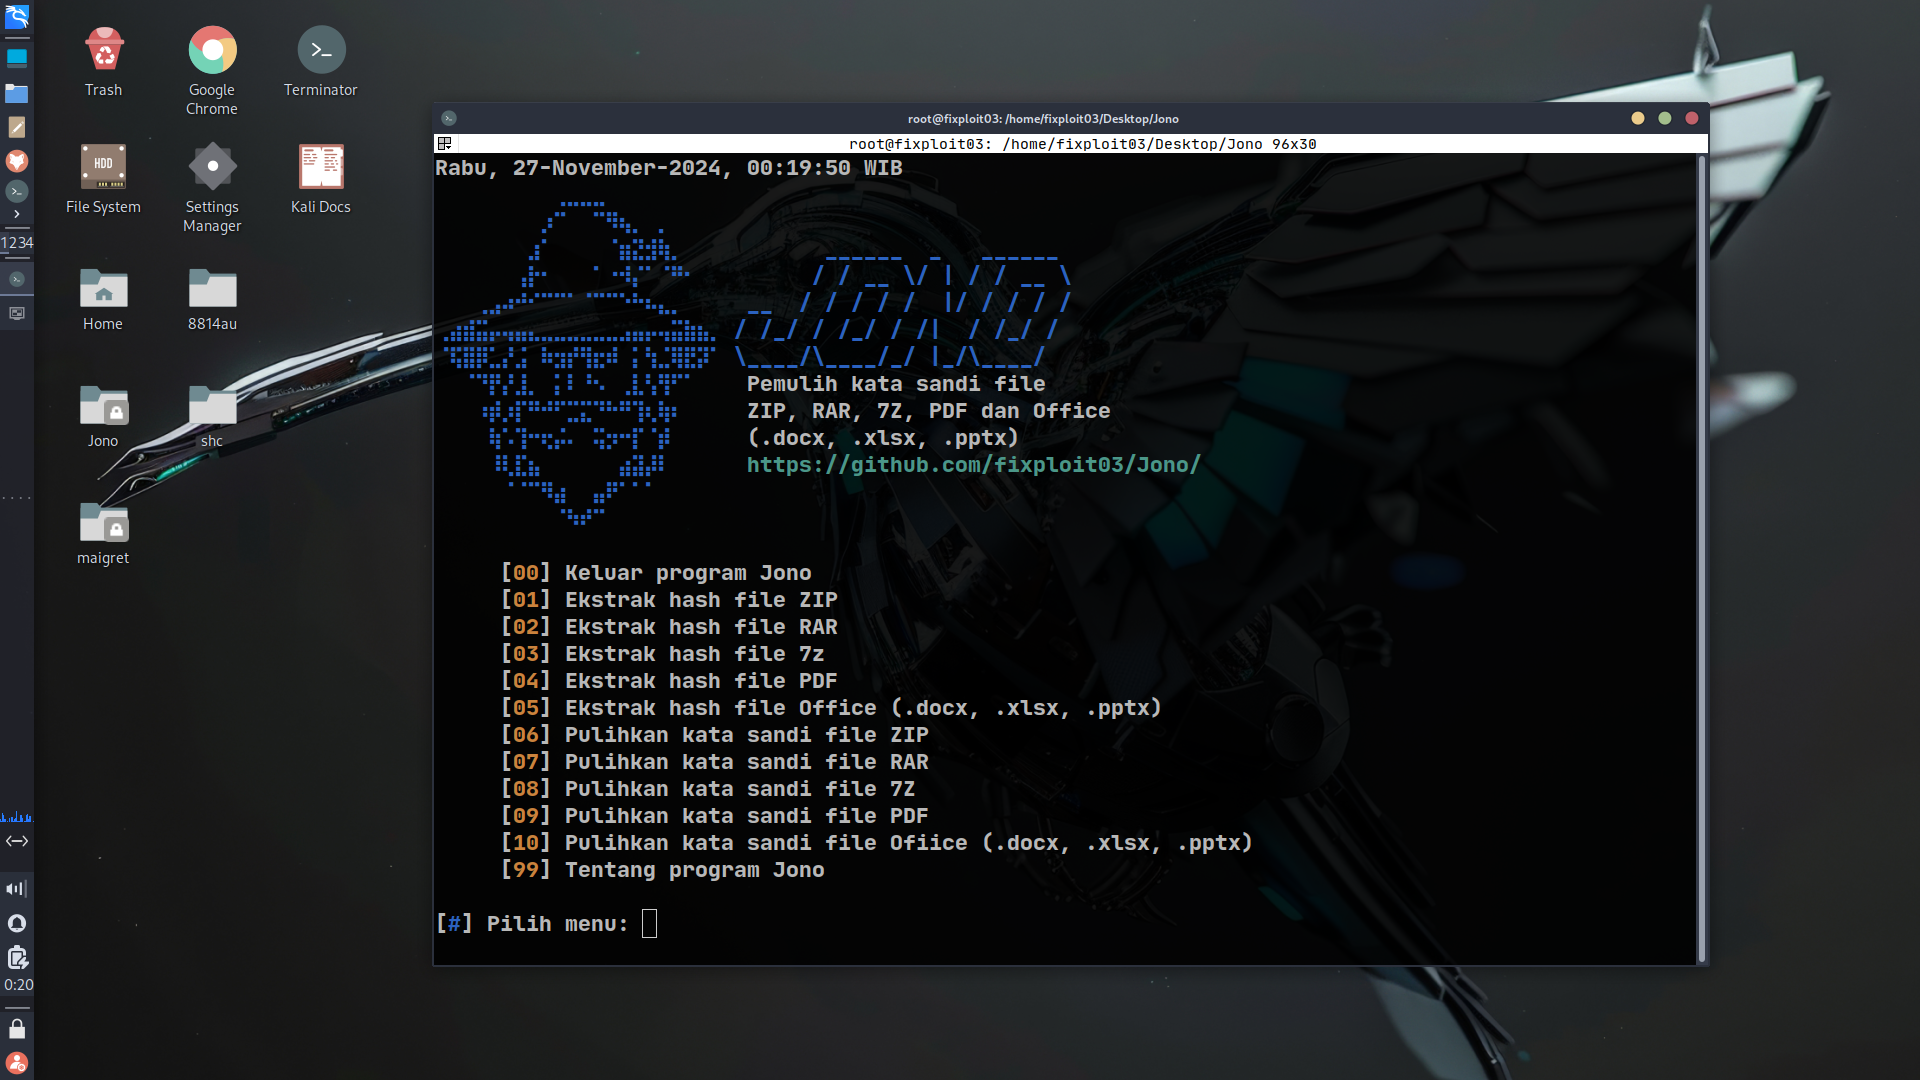 Trash
Google
Chrome
Terminator
File System
HDD
Settings
Manager
Kali Docs
Home
8814au
Jono
shc
maigret
1234
0:20
root@fixploit03: /home/fixploit03/Desktop/Jono
root@fixploit03: /home/fixploit03/Desktop/Jono 96x30
Rabu, 27-November-2024, 00:19:50 WIB
Pemulih kata sandi file
ZIP, RAR, 7Z, PDF dan Office
(.docx, .xlsx, .pptx)
https://github.com/fixploit03/Jono/
[00] Keluar program Jono
[01] Ekstrak hash file ZIP
[02] Ekstrak hash file RAR
[03] Ekstrak hash file 7z
[04] Ekstrak hash file PDF
[05] Ekstrak hash file Office (.docx, .xlsx, .pptx)
[06] Pulihkan kata sandi file ZIP
[07] Pulihkan kata sandi file RAR
[08] Pulihkan kata sandi file 7Z
[09] Pulihkan kata sandi file PDF
[10] Pulihkan kata sandi file Ofiice (.docx, .xlsx, .pptx)
[99] Tentang program Jono
[#] Pilih menu: